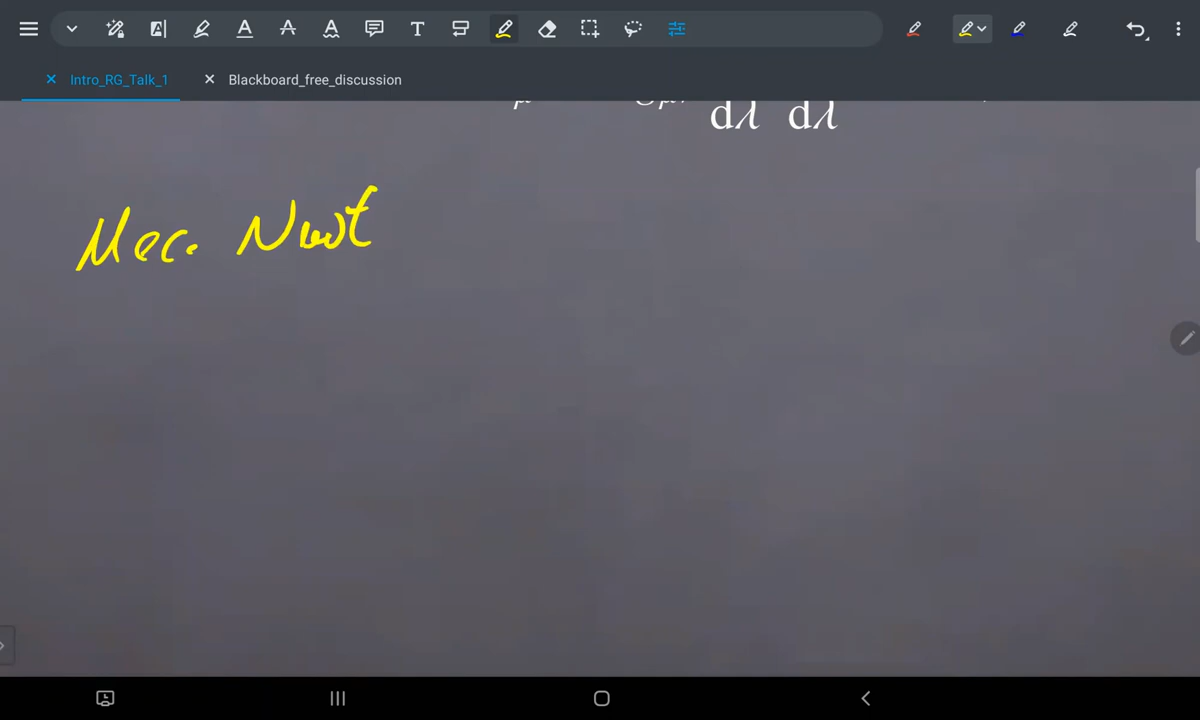 Intro_RG_Talk_1
Blackboard_free_discussion
dλ dλ
Mec. Newt